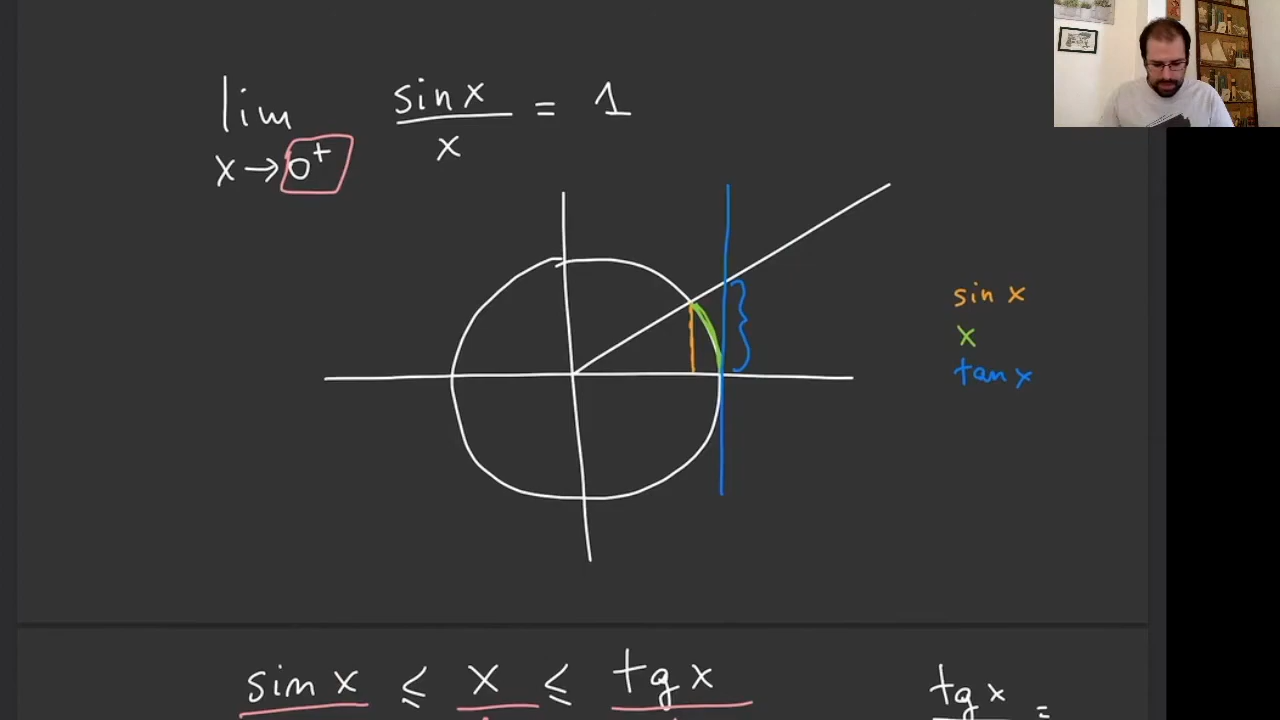 lim sin x / x = 1
x → 0⁺
sin x
x
tan x
sin x ≤ x ≤ tg x
tg x =